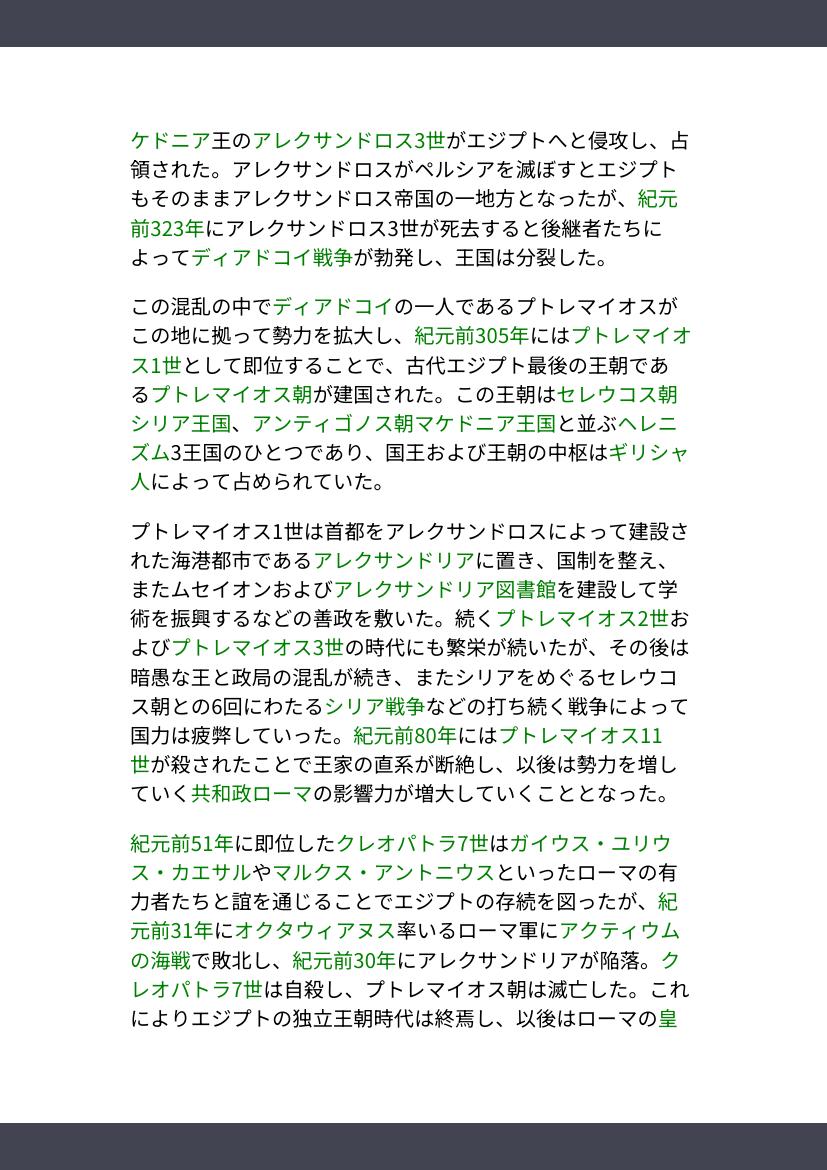 ケドニア王のアレクサンドロス3世がエジプトへと侵攻し、占
領された。アレクサンドロスがペルシアを滅ぼすとエジプト
もそのままアレクサンドロス帝国の一地方となったが、紀元
前323年にアレクサンドロス3世が死去すると後継者たちに
よってディアドコイ戦争が勃発し、王国は分裂した。
この混乱の中でディアドコイの一人であるプトレマイオスが
この地に拠って勢力を拡大し、紀元前305年にはプトレマイオ
ス1世として即位することで、古代エジプト最後の王朝であ
るプトレマイオス朝が建国された。この王朝はセレウコス朝
シリア王国、アンティゴノス朝マケドニア王国と並ぶヘレニ
ズム3王国のひとつであり、国王および王朝の中枢はギリシャ
人によって占められていた。
プトレマイオス1世は首都をアレクサンドロスによって建設さ
れた海港都市であるアレクサンドリアに置き、国制を整え、
またムセイオンおよびアレクサンドリア図書館を建設して学
術を振興するなどの善政を敷いた。続くプトレマイオス2世お
よびプトレマイオス3世の時代にも繁栄が続いたが、その後は
暗愚な王と政局の混乱が続き、またシリアをめぐるセレウコ
ス朝との6回にわたるシリア戦争などの打ち続く戦争によって
国力は疲弊していった。紀元前80年にはプトレマイオス11
世が殺されたことで王家の直系が断絶し、以後は勢力を増し
ていく共和政ローマの影響力が増大していくこととなった。
紀元前51年に即位したクレオパトラ7世はガイウス・ユリウ
ス・カエサルやマルクス・アントニウスといったローマの有
力者たちと誼を通じることでエジプトの存続を図ったが、紀
元前31年にオクタウィアヌス率いるローマ軍にアクティウム
の海戦で敗北し、紀元前30年にアレクサンドリアが陥落。ク
レオパトラ7世は自殺し、プトレマイオス朝は滅亡した。これ
によりエジプトの独立王朝時代は終焉し、以後はローマの皇